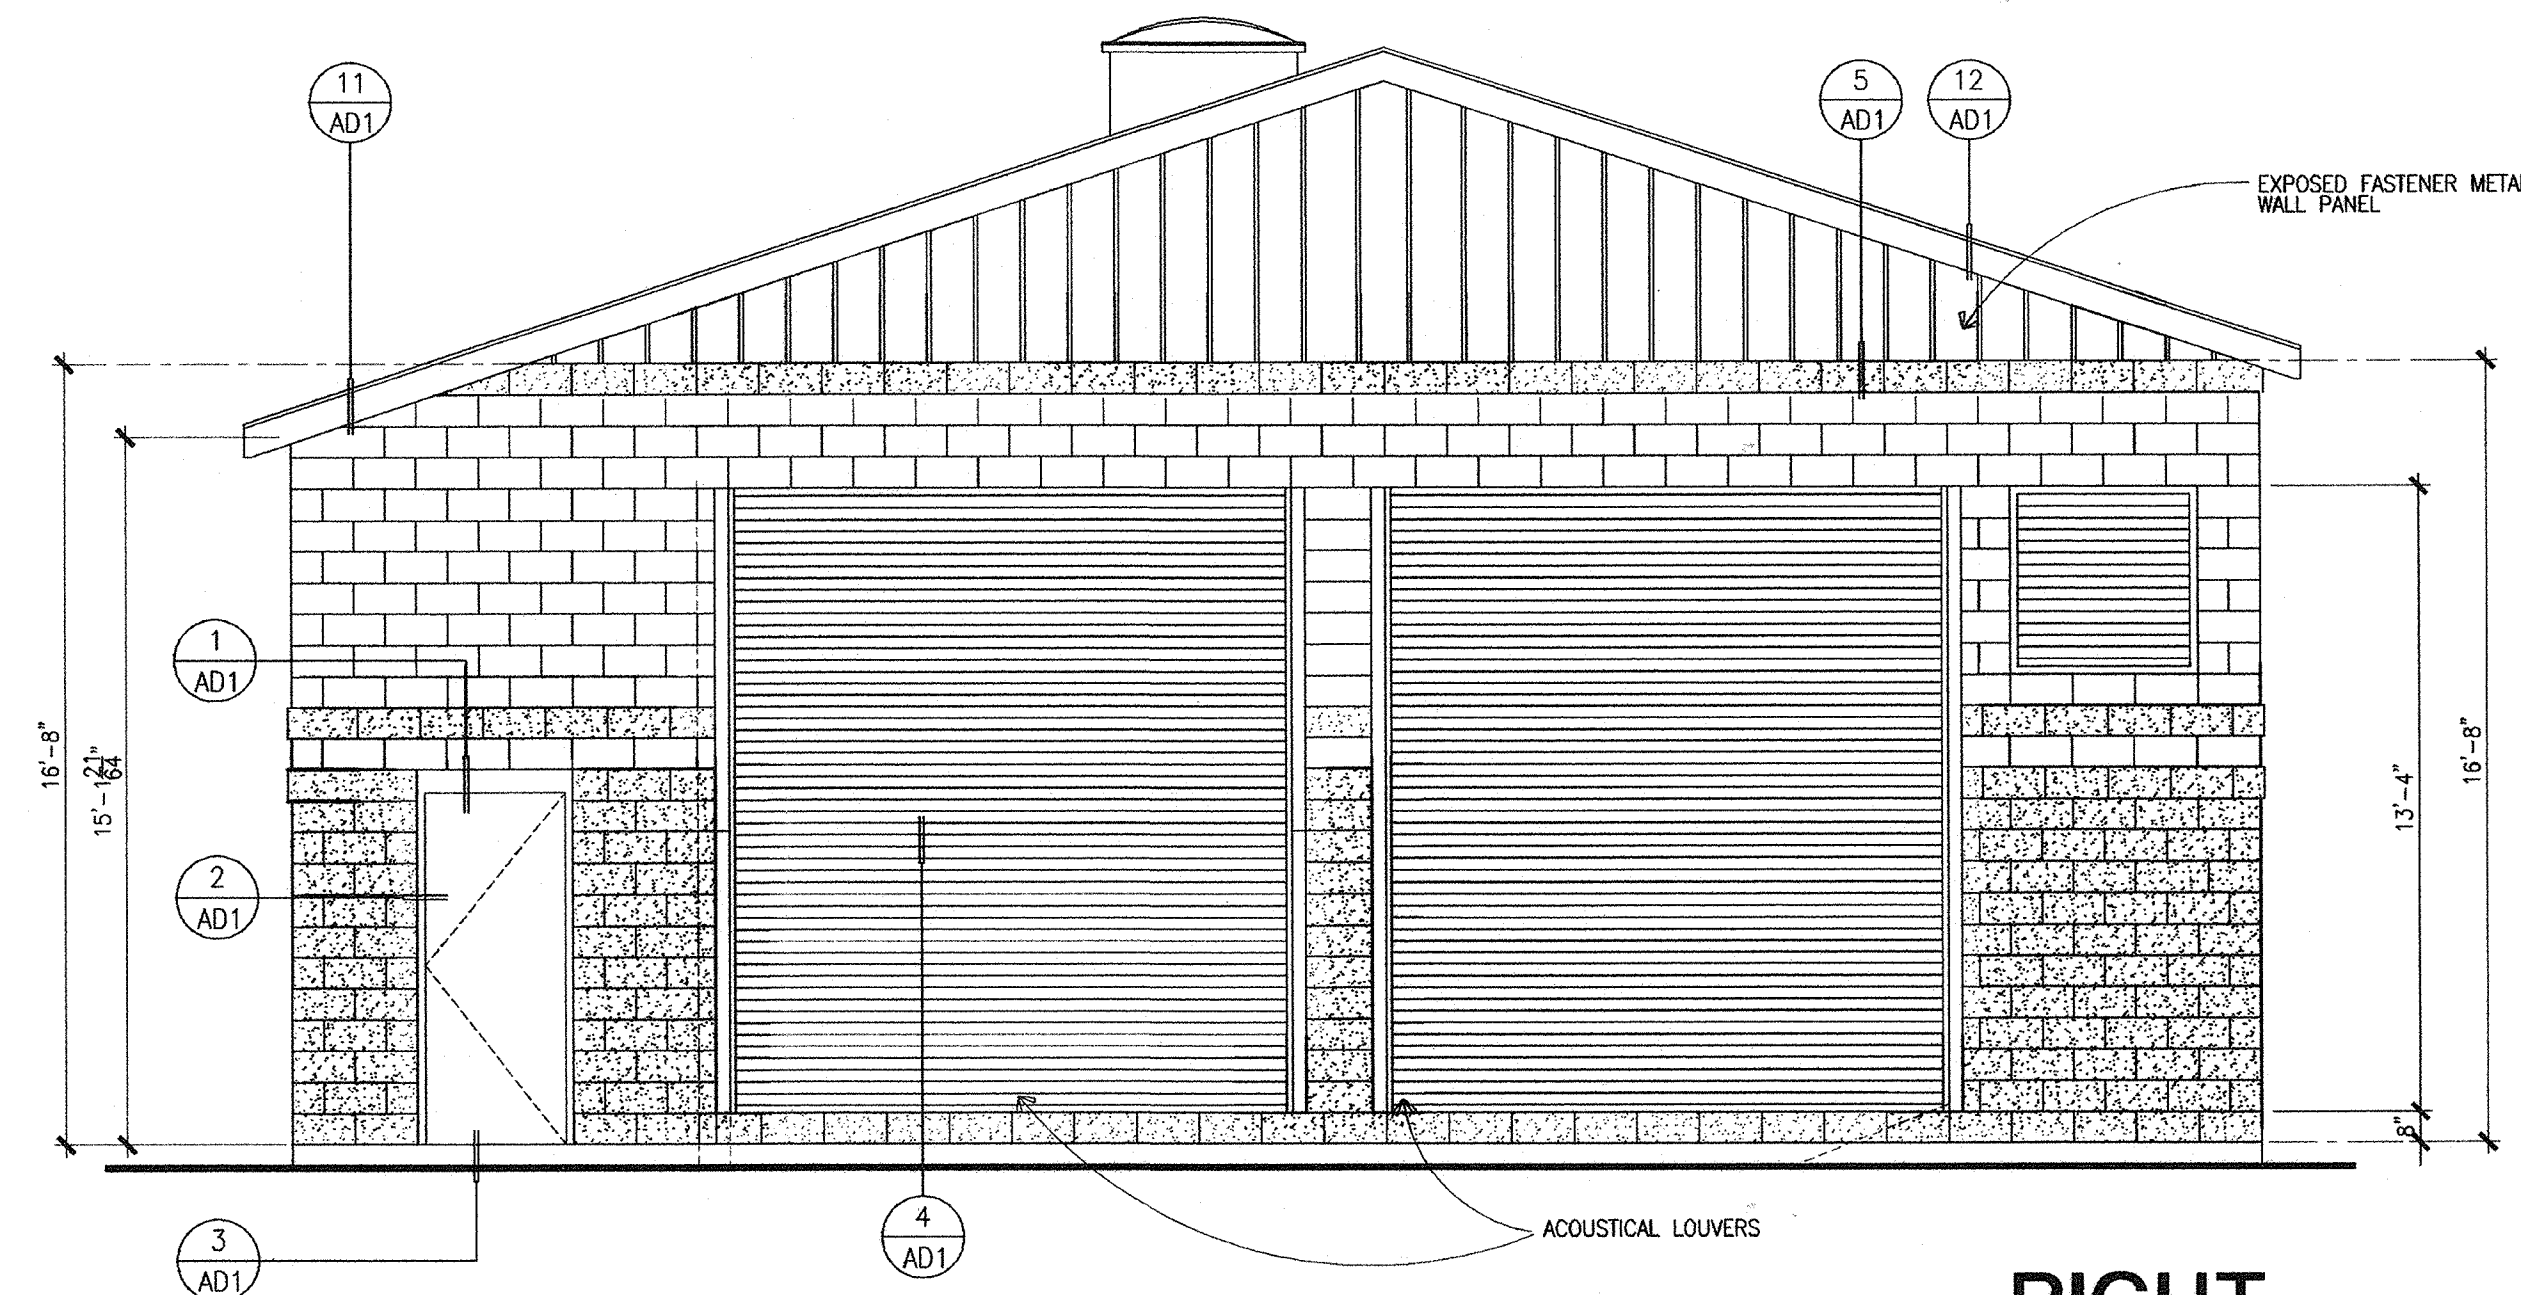 11
AD1
5
AD1
12
AD1
EXPOSED FASTENER META
WALL PANEL
1
AD1
16'-8"
15'-1 21/64"
13'-4"
16'-8"
2
AD1
8"
3
AD1
4
AD1
ACOUSTICAL LOUVERS
RIGHT